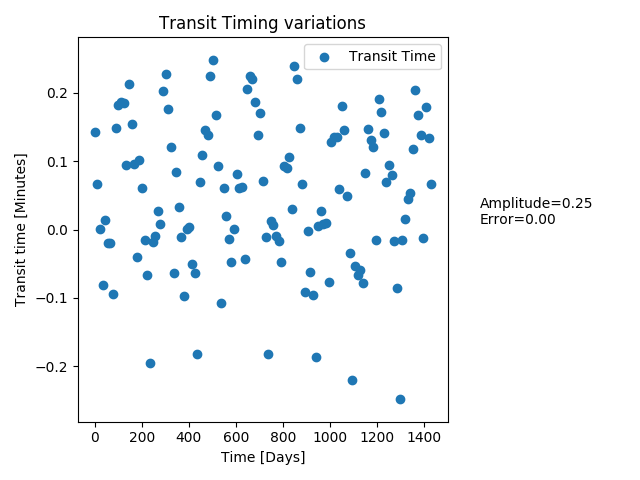 Transit Timing variations
Transit Time
0.2
0.1
0.0
−0.1
−0.2
Transit time [Minutes]
0 200 400 600 800 1000 1200 1400
Time [Days]
Amplitude=0.25
Error=0.00